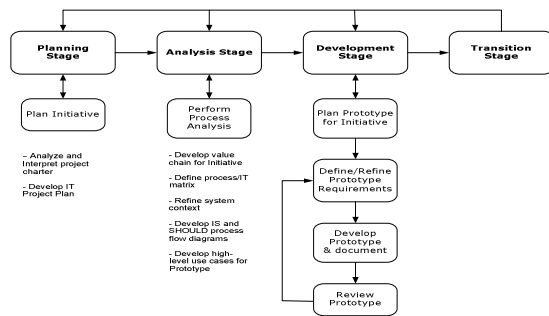 Planning
Stage
Analysis Stage
Development
Stage
Transition
Stage
Plan Initiative
Perform
Process
Analysis
Plan Prototype
for Initiative
– Analyze and
Interpret project
charter
- Develop IT
Project Plan
- Develop value
chain for Initiative
- Define process/IT
matrix
- Refine system
context
- Develop IS and
SHOULD process
flow diagrams
- Develop high-
level use cases for
Prototype
Define/Refine
Prototype
Requirements
Develop
Prototype
& document
Review
Prototype